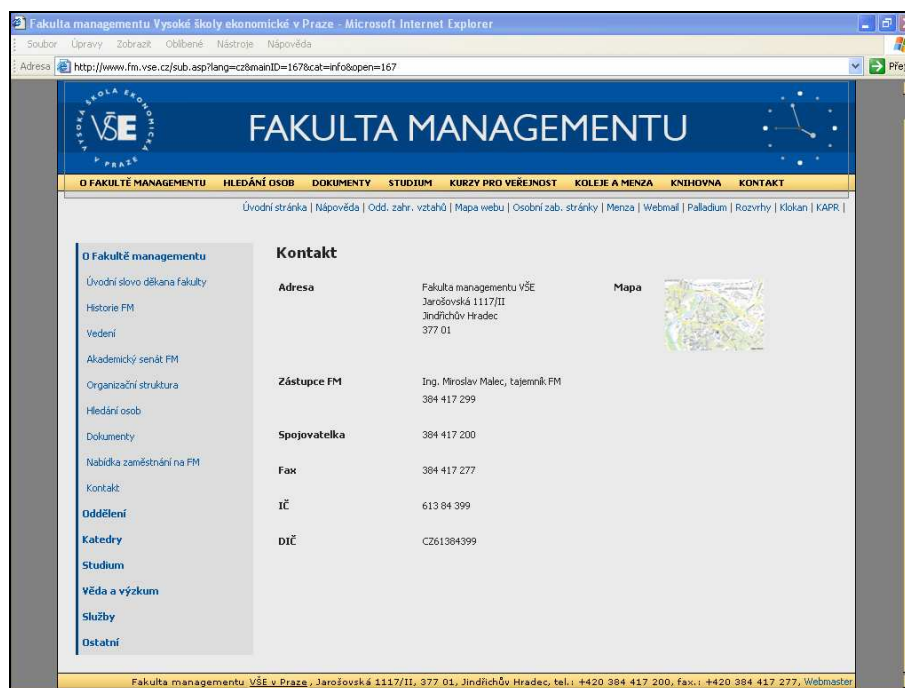 Fakulta managementu Vysoké školy ekonomické v Praze - Microsoft Internet Explorer
Soubor Úpravy Zobrazit Oblíbené Nástroje Nápověda
Adresa http://www.fm.vse.cz/sub.asp?lang=cz&mainID=167&cat=info&open=167
VYSOKÁ ŠKOLA EKONOMICKÁ V PRAZE
VŠE
FAKULTA MANAGEMENTU
O FAKULTĚ MANAGEMENTU HLEDÁNÍ OSOB DOKUMENTY STUDIUM KURZY PRO VEŘEJNOST KOLEJE A MENZA KNIHOVNA KONTAKT
Úvodní stránka | Nápověda | Odd. zahr. vztahů | Mapa webu | Osobní zab. stránky | Menza | Webmail | Palladium | Rozvrhy | Klokan | KAPR |
O Fakultě managementu
Úvodní slovo děkana fakulty
Historie FM
Vedení
Akademický senát FM
Organizační struktura
Hledání osob
Dokumenty
Nabídka zaměstnání na FM
Kontakt
Oddělení
Katedry
Studium
Věda a výzkum
Služby
Ostatní
Kontakt
Adresa Fakulta managementu VŠE Mapa
Jarošovská 1117/II
Jindřichův Hradec
377 01
Zástupce FM Ing. Miroslav Malec, tajemník FM
384 417 299
Spojovatelka 384 417 200
Fax 384 417 277
IČ 613 84 399
DIČ CZ61384399
Fakulta managementu VŠE v Praze, Jarošovská 1117/II, 377 01, Jindřichův Hradec, tel.: +420 384 417 200, fax.: +420 384 417 277, Webmaster